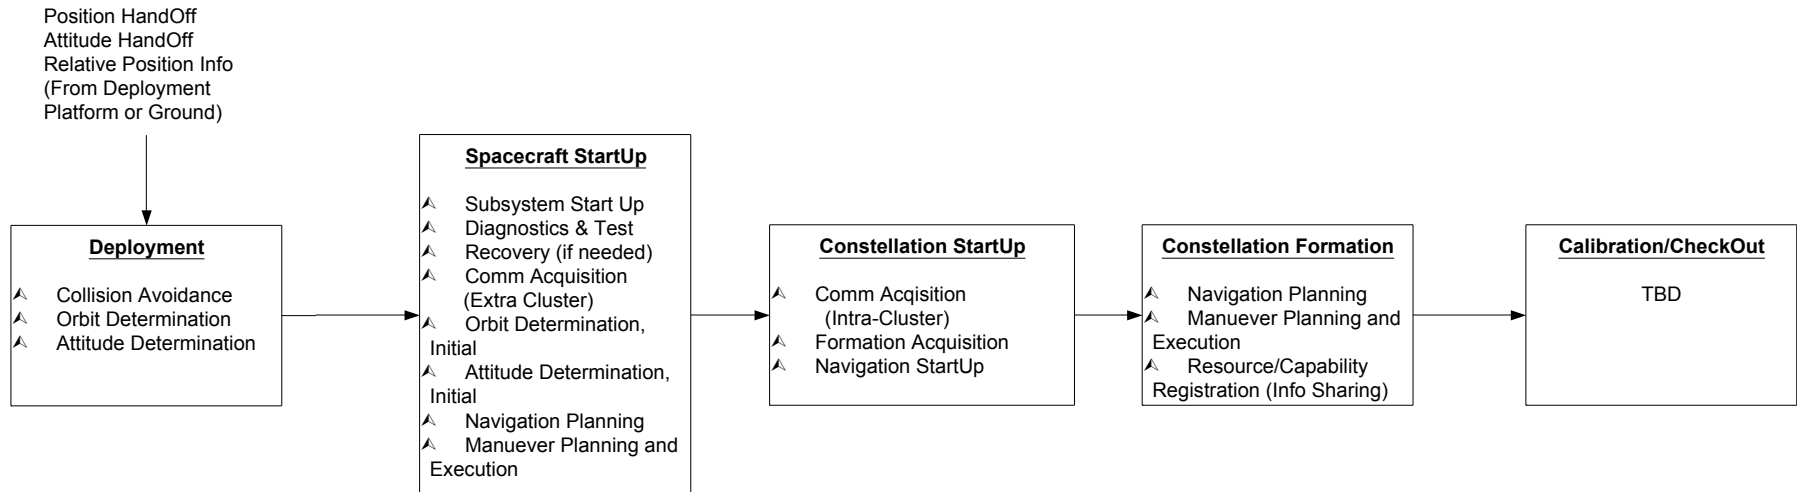 Position HandOff
Attitude HandOff
Relative Position Info
(From Deployment
Platform or Ground)
Deployment
Collision Avoidance
Orbit Determination
Attitude Determination
Spacecraft StartUp
Subsystem Start Up
Diagnostics & Test
Recovery (if needed)
Comm Acquisition
(Extra Cluster)
Orbit Determination,
Initial
Attitude Determination,
Initial
Navigation Planning
Manuever Planning and
Execution
Constellation StartUp
Comm Acqisition
(Intra-Cluster)
Formation Acquisition
Navigation StartUp
Constellation Formation
Navigation Planning
Manuever Planning and
Execution
Resource/Capability
Registration (Info Sharing)
Calibration/CheckOut
TBD